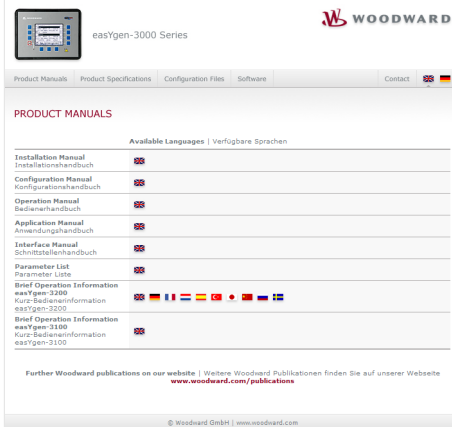 WOODWARD
easYgen-3000 Series
Product Manuals Product Specifications Configuration Files Software Contact
PRODUCT MANUALS
Available Languages | Verfügbare Sprachen
Installation Manual
Installationshandbuch
Configuration Manual
Konfigurationshandbuch
Operation Manual
Bedienerhandbuch
Application Manual
Anwendungshandbuch
Interface Manual
Schnittstellenhandbuch
Parameter List
Parameter Liste
Brief Operation Information
easYgen-3200
Kurz-Bedienerinformation
easYgen-3200
Brief Operation Information
easYgen-3100
Kurz-Bedienerinformation
easYgen-3100
Further Woodward publications on our website | Weitere Woodward Publikationen finden Sie auf unserer Webseite
www.woodward.com/publications
© Woodward GmbH | www.woodward.com